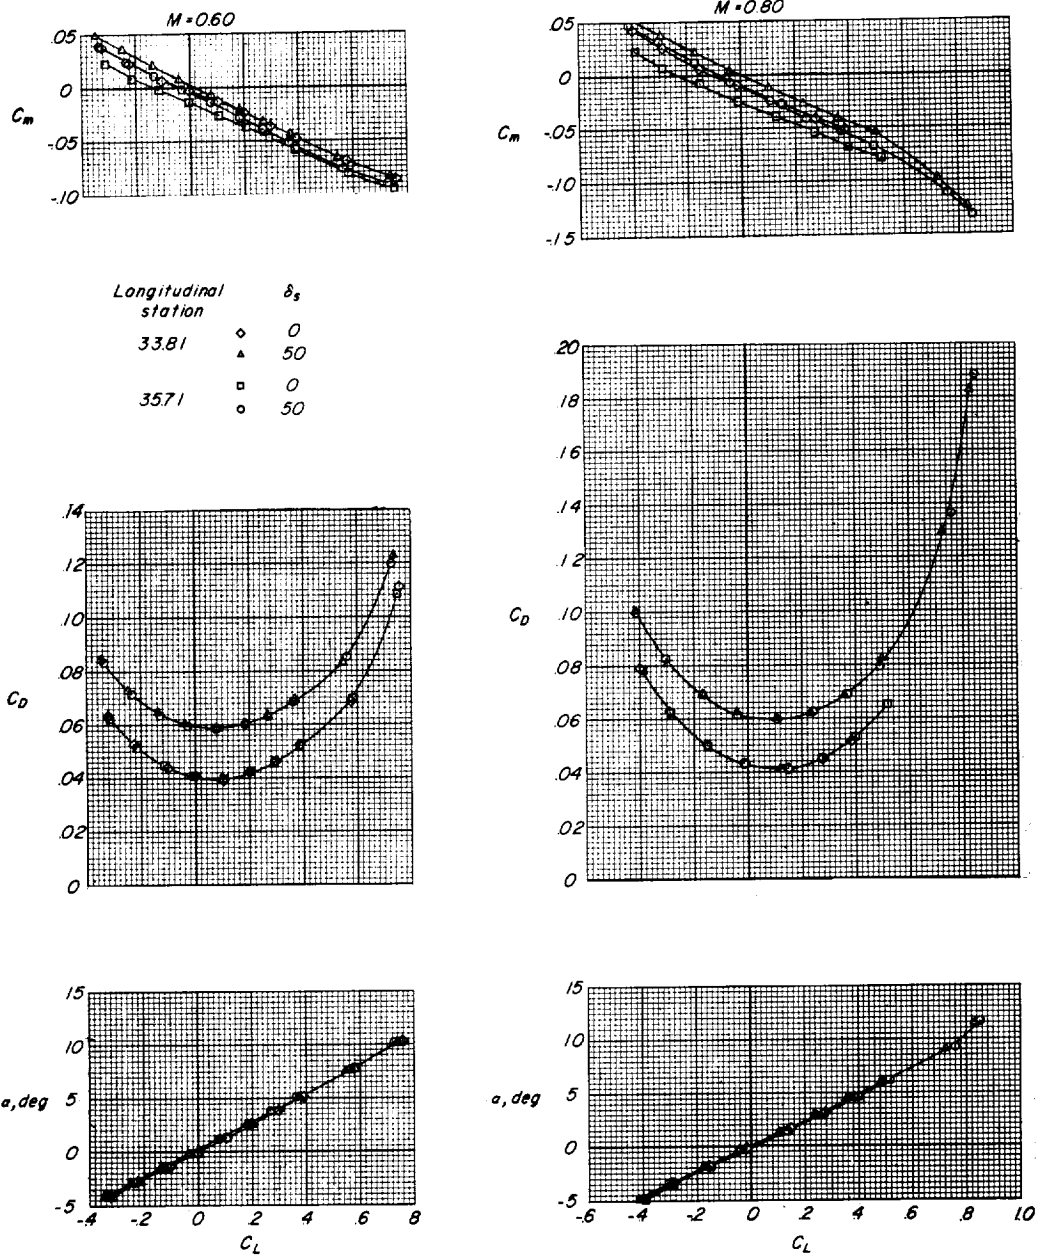 M = 0.60
.05
0
-.05
-.10
Cm
M = 0.80
.05
0
-.05
-.10
-.15
Cm
Longitudinal station δs
33.81 ◇ 0
△ 50
35.71 □ 0
○ 50
.14
.12
.10
.08
.06
.04
.02
0
CD
.20
.18
.16
.14
.12
.10
.08
.06
.04
.02
0
CD
15
10
5
0
-5
α, deg
-.4 -.2 0 .2 .4 .6 .8
CL
15
10
5
0
-5
α, deg
-.6 -.4 -.2 0 .2 .4 .6 .8 1.0
CL